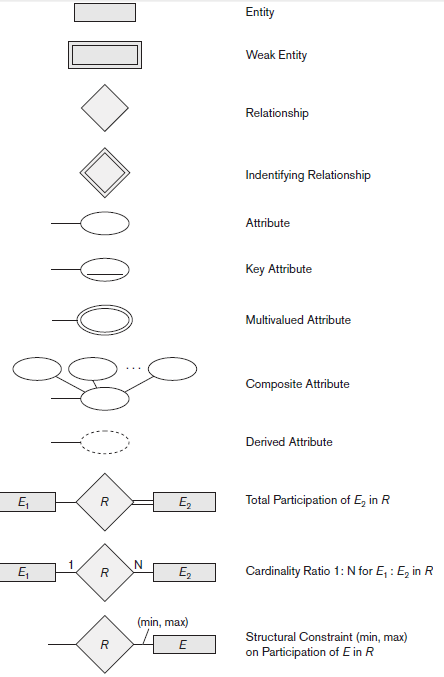 Entity
Weak Entity
Relationship
Indentifying Relationship
Attribute
Key Attribute
Multivalued Attribute
...
Composite Attribute
Derived Attribute
E₁ R E₂ Total Participation of E₂ in R
E₁ 1 R N E₂ Cardinality Ratio 1: N for E₁ : E₂ in R
(min, max)
R E Structural Constraint (min, max)
on Participation of E in R